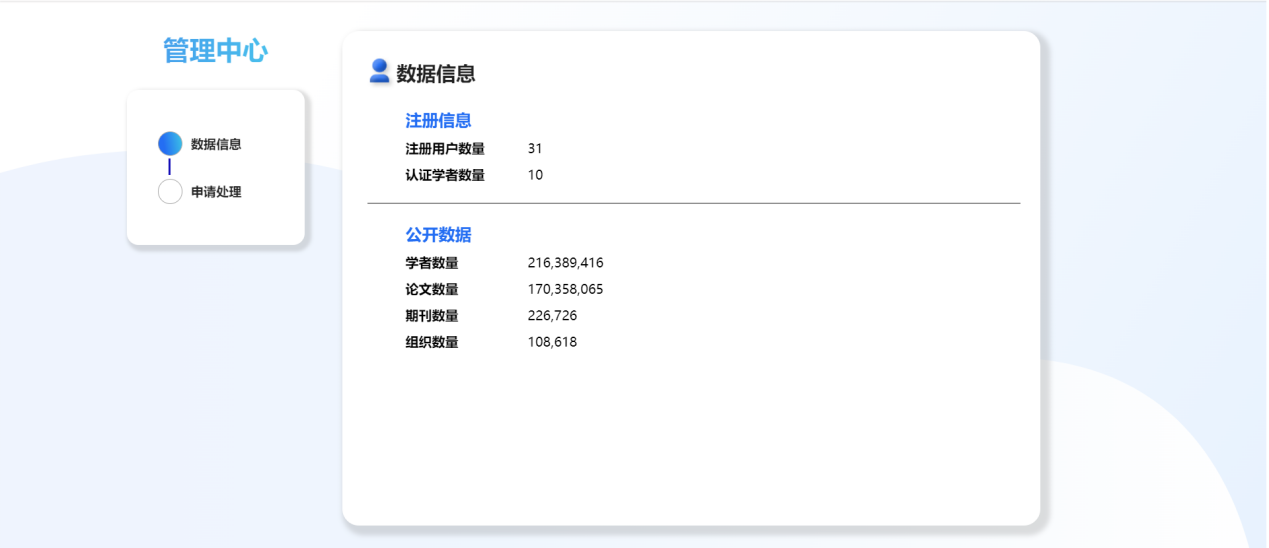 管理中心
数据信息
申请处理
数据信息
注册信息
注册用户数量 31
认证学者数量 10
公开数据
学者数量 216,389,416
论文数量 170,358,065
期刊数量 226,726
组织数量 108,618